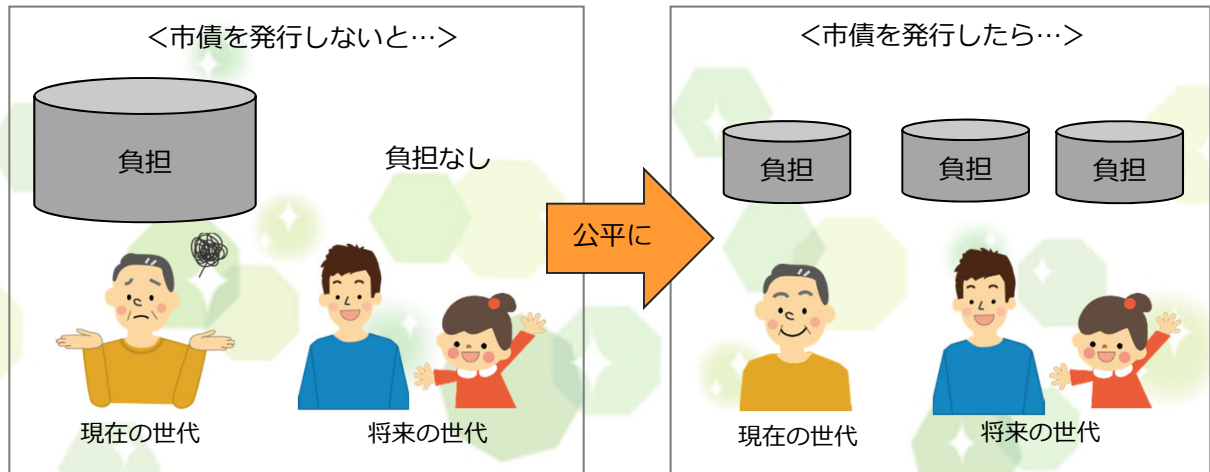 ＜市債を発行しないと…＞
負担
負担なし
現在の世代
将来の世代
公平に
＜市債を発行したら…＞
負担
負担
負担
現在の世代
将来の世代